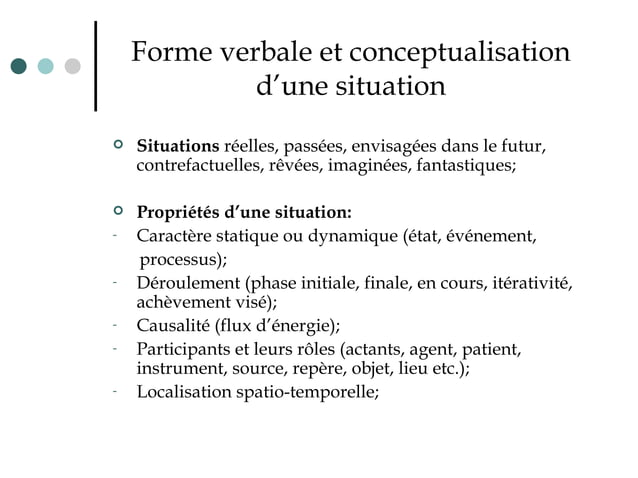 Forme verbale et conceptualisation
d’une situation
Situations réelles, passées, envisagées dans le futur,
contrefactuelles, rêvées, imaginées, fantastiques;
Propriétés d’une situation:
- Caractère statique ou dynamique (état, événement,
processus);
- Déroulement (phase initiale, finale, en cours, itérativité,
achèvement visé);
- Causalité (flux d’énergie);
- Participants et leurs rôles (actants, agent, patient,
instrument, source, repère, objet, lieu etc.);
- Localisation spatio-temporelle;